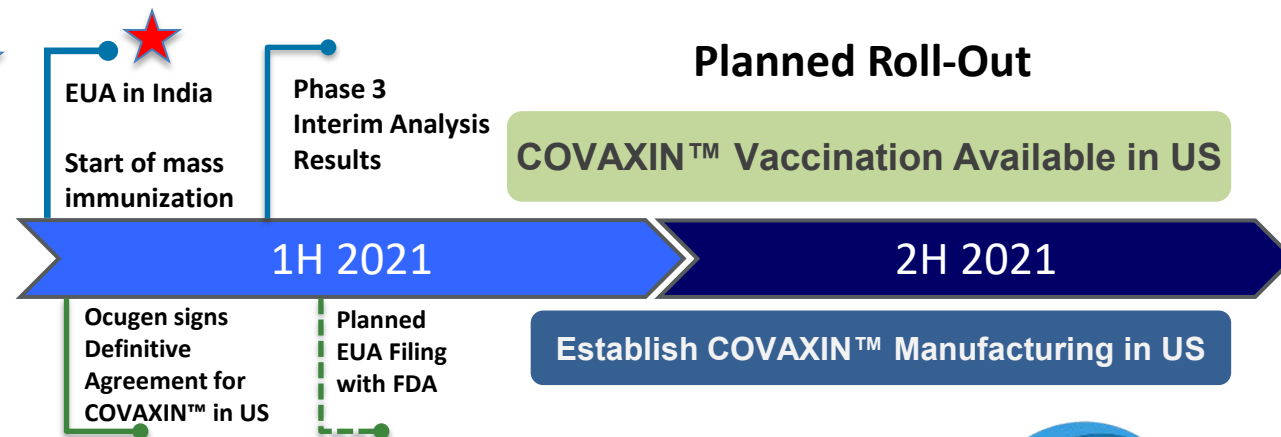 Planned Roll-Out
EUA in India
Start of mass
immunization
Phase 3
Interim Analysis
Results
COVAXIN™ Vaccination Available in US
1H 2021
2H 2021
Ocugen signs
Definitive
Agreement for
COVAXIN™ in US
Planned
EUA Filing
with FDA
Establish COVAXIN™ Manufacturing in US